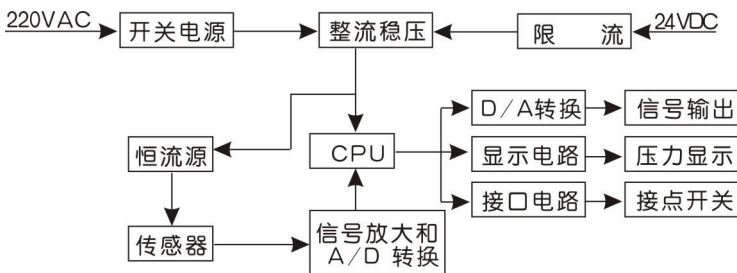 220VAC
开关电源
整流稳压
限 流
24VDC
D/A转换
信号输出
恒流源
CPU
显示电路
压力显示
接口电路
接点开关
传感器
信号放大和
A/D 转换